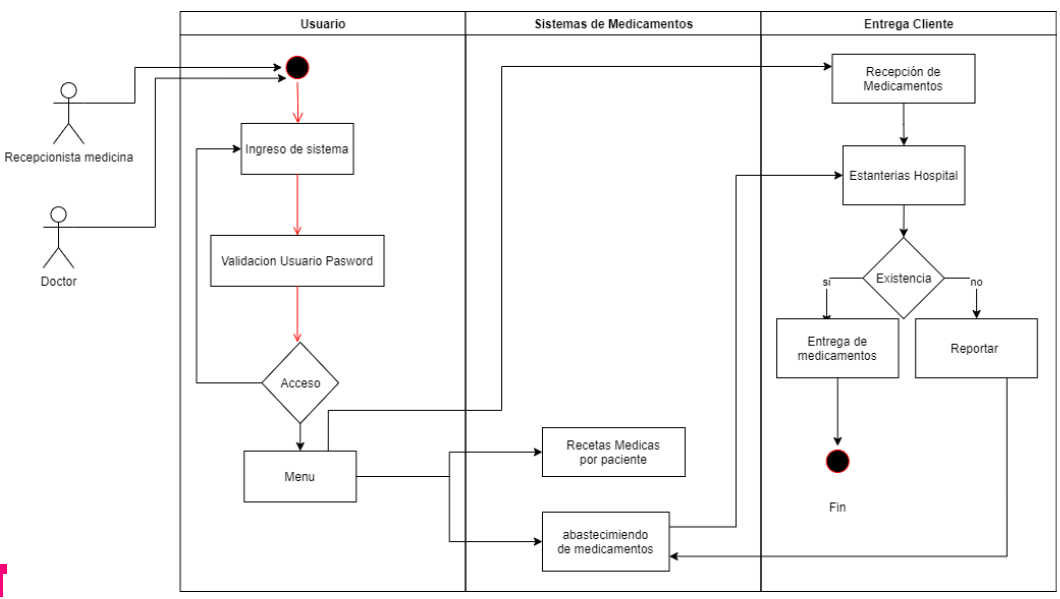 Usuario
Sistemas de Medicamentos
Entrega Cliente
Recepcionista medicina
Doctor
Ingreso de sistema
Validacion Usuario Pasword
Acceso
Menu
Recetas Medicas
por paciente
abastecimiendo
de medicamentos
Recepción de
Medicamentos
Estanterias Hospital
Existencia
si
no
Entrega de
medicamentos
Reportar
Fin